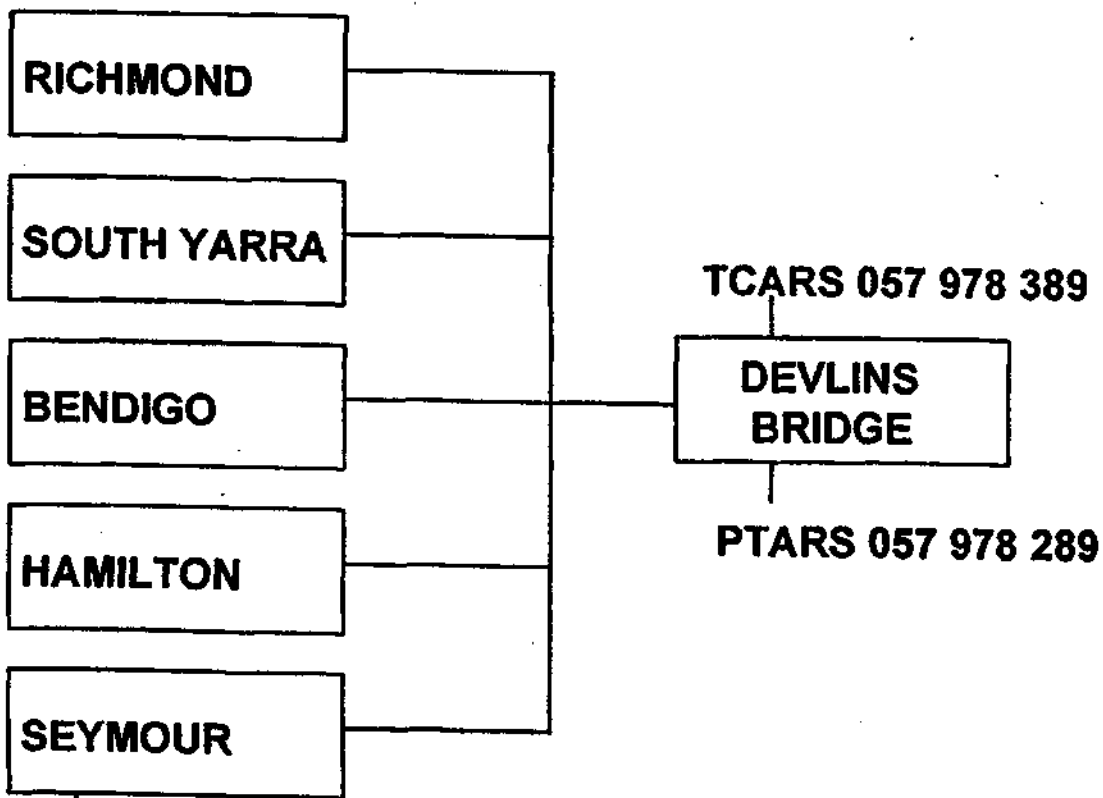 RICHMOND
SOUTH YARRA
BENDIGO
HAMILTON
SEYMOUR
TCARS 057 978 389
DEVLINS
BRIDGE
PTARS 057 978 289